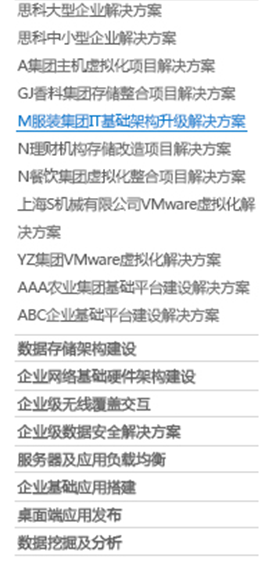 思科大型企业解决方案
思科中小型企业解决方案
A集团主机虚拟化项目解决方案
GJ香料集团存储整合项目解决方案
M服装集团IT基础架构升级解决方案
N理财机构存储改造项目解决方案
N餐饮集团虚拟化整合项目解决方案
上海S机械有限公司VMware虚拟化解
决方案
YZ集团VMware虚拟化解决方案
AAA农业集团基础平台建设解决方案
ABC企业基础平台建设解决方案
数据存储架构建设
企业网络基础硬件架构建设
企业级无线覆盖交互
企业级数据安全解决方案
服务器及应用负载均衡
企业基础应用搭建
桌面端应用发布
数据挖掘及分析